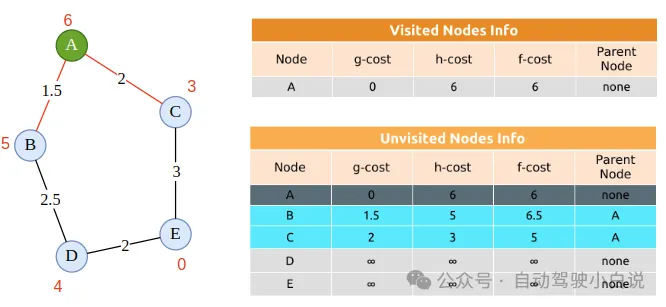 6
A
1.5
2
3
C
5
B
3
2.5
E
D
2
0
4
Visited Nodes Info
Node g-cost h-cost f-cost Parent Node
A 0 6 6 none
Unvisited Nodes Info
Node g-cost h-cost f-cost Parent Node
A 0 6 6 none
B 1.5 5 6.5 A
C 2 3 5 A
D ∞ ∞ ∞ none
E ∞ ∞ ∞ none
公众号 · 自动驾驶小白说